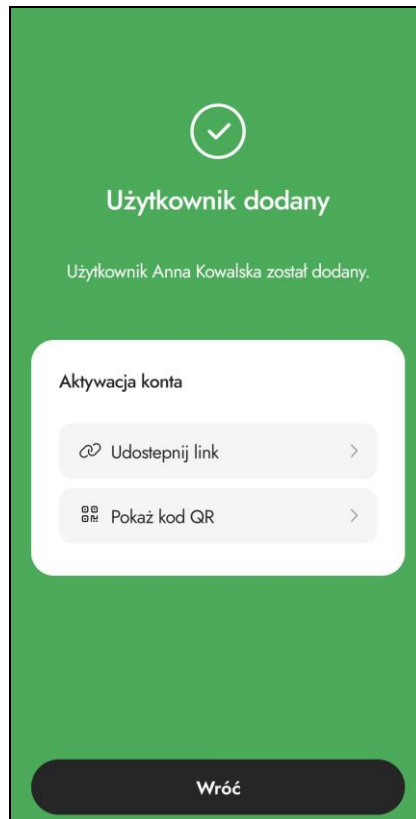 Użytkownik dodany
Użytkownik Anna Kowalska został dodany.
Aktywacja konta
Udostepnij link
Pokaż kod QR
Wróć